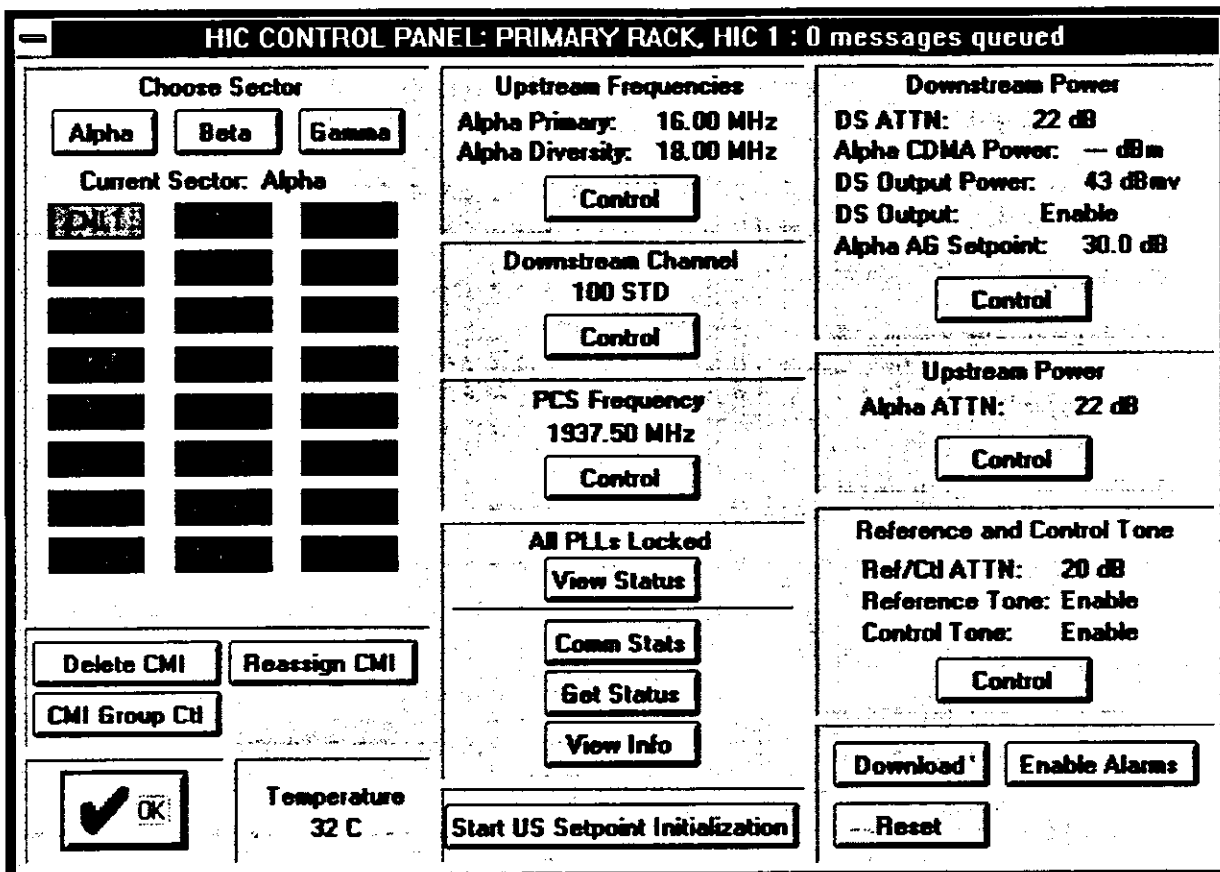 HIC CONTROL PANEL: PRIMARY RACK, HIC 1 : 0 messages queued
Choose Sector
Alpha Beta Gamma
Current Sector: Alpha
Delete CMI Reassign CMI
CMI Group Ctl
OK
Temperature
32 C
Upstream Frequencies
Alpha Primary: 16.00 MHz
Alpha Diversity: 18.00 MHz
Control
Downstream Channel
100 STD
Control
PCS Frequency
1937.50 MHz
Control
All PLLs Locked
View Status
Comm Stats
Get Status
View Info
Start US Setpoint Initialization
Downstream Power
DS ATTN: 22 dB
Alpha CDMA Power: --- dBm
DS Output Power: 43 dBmv
DS Output: Enable
Alpha AG Setpoint: 30.0 dB
Control
Upstream Power
Alpha ATTN: 22 dB
Control
Reference and Control Tone
Ref/Ctl ATTN: 20 dB
Reference Tone: Enable
Control Tone: Enable
Control
Download Enable Alarms
Reset